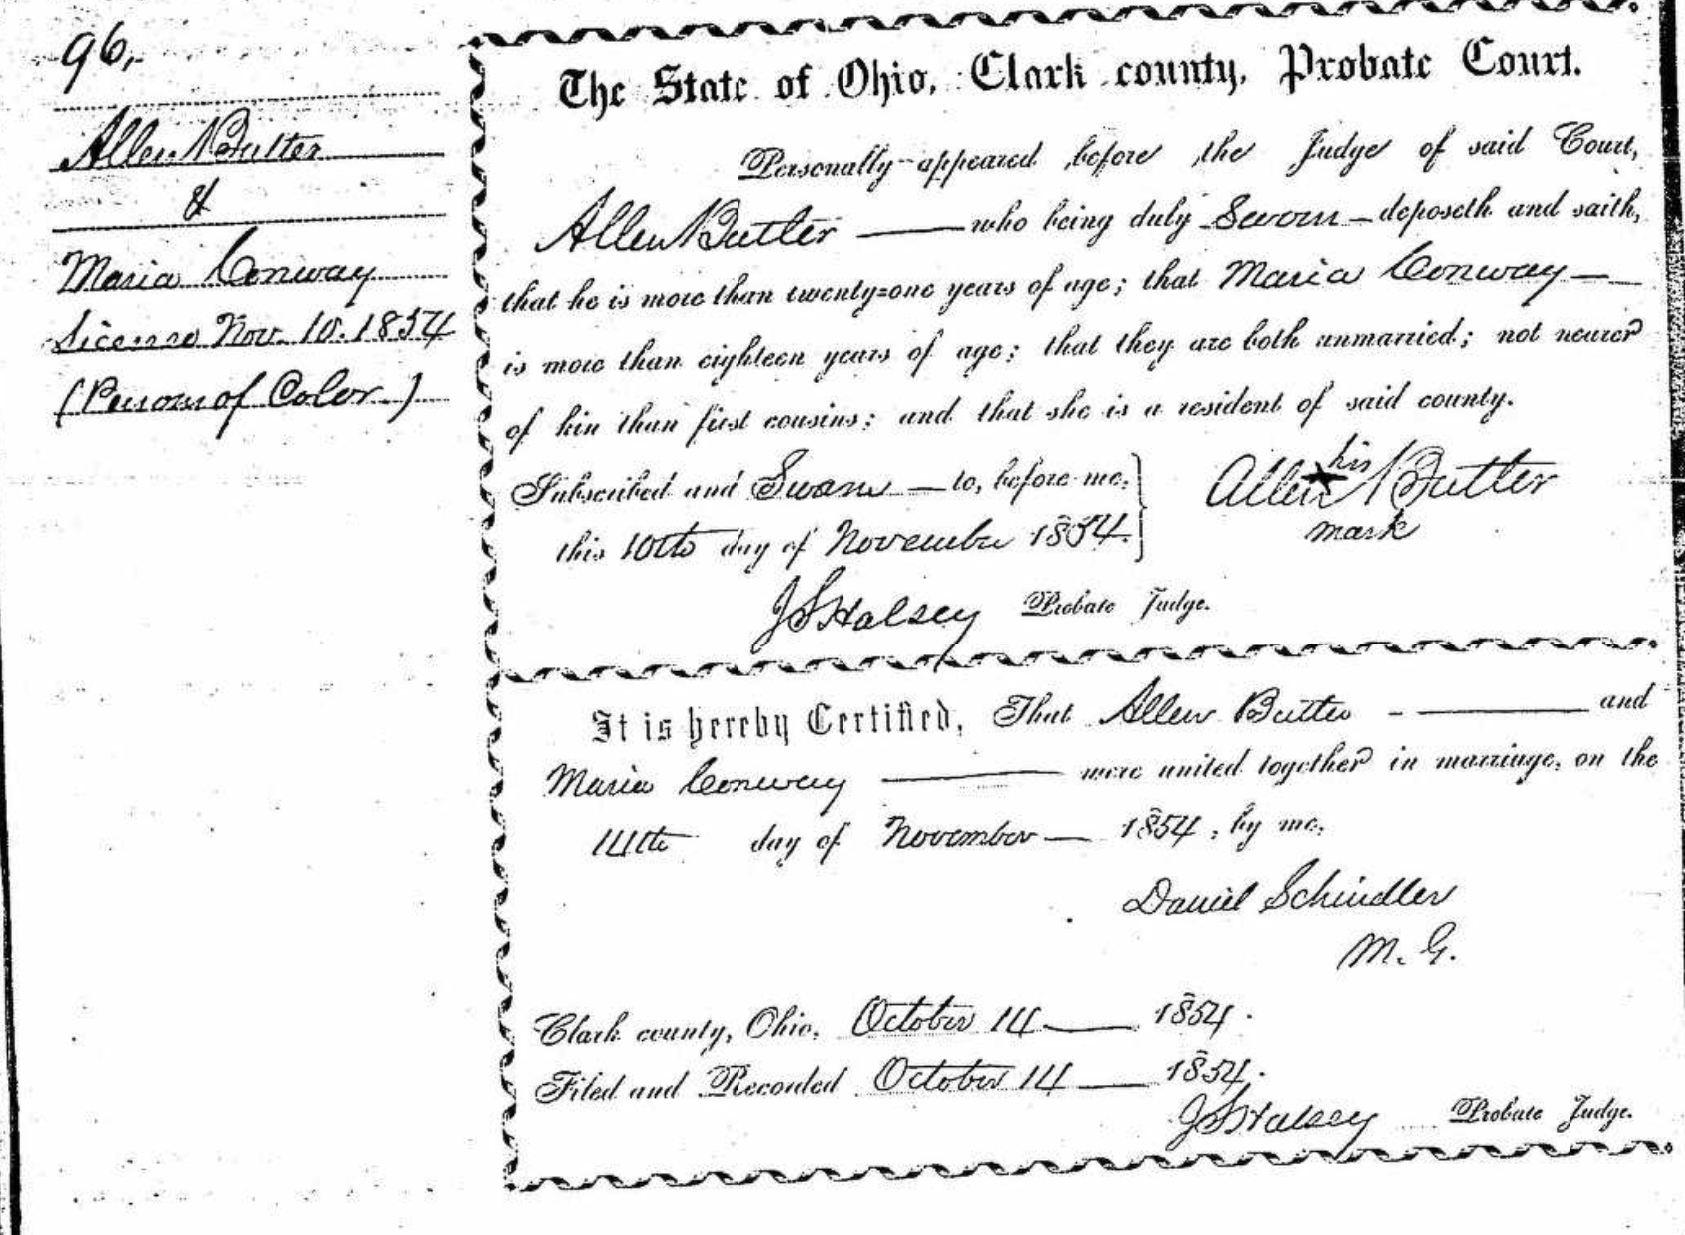 96,
Allen Butler
&
Maria Conway
License Nov. 10. 1854
(Persons of Color.)
The State of Ohio, Clark county, Probate Court.
Personally appeared before the Judge of said Court,
Allen Butler — who being duly Sworn — deposeth and saith,
that he is more than twenty=one years of age; that Maria Conway —
is more than eighteen years of age; that they are both unmarried; not nearer
of kin than first cousins; and that she is a resident of said county.
Subscribed and Sworn — to, before me,
this 10th day of November 1854.
his
Allen Butler
mark
J S Halsey Probate Judge.
It is hereby Certified, That Allen Butler — and
Maria Conway — were united together in marriage, on the
14th day of November — 1854, by me,
Daniel Schindler
M. G.
Clark county, Ohio, October 14 — 1854.
Filed and Recorded October 14 — 1854.
J S Halsey Probate Judge.